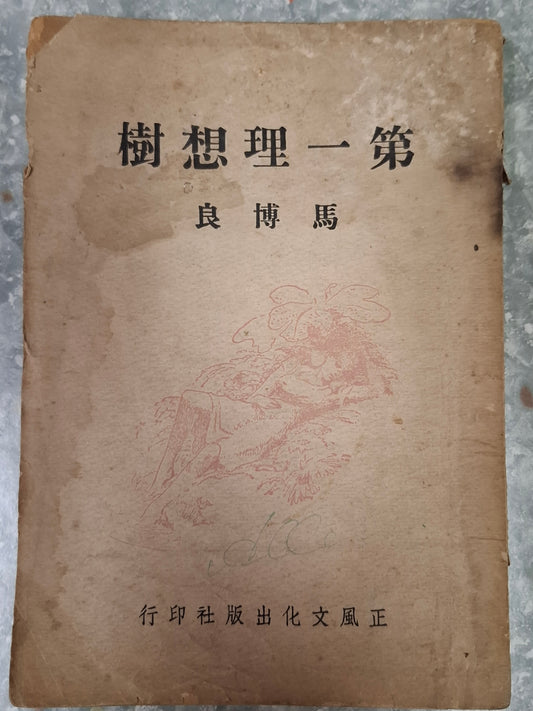 第一理想樹
馬博良
正風文化出版社印行